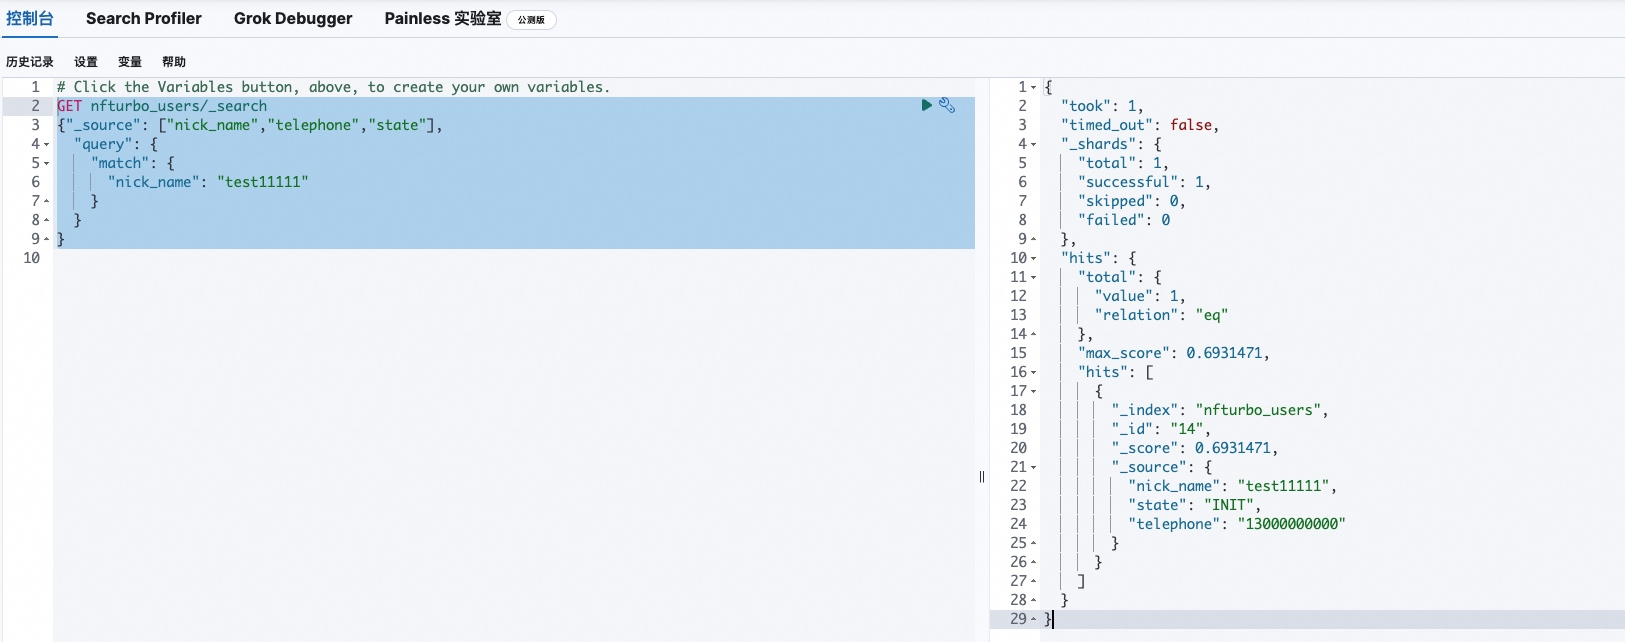 控制台 Search Profiler Grok Debugger Painless 实验室 公测版
历史记录 设置 变量 帮助
1 # Click the Variables button, above, to create your own variables.
2 GET nfturbo_users/_search
3 {"_source": ["nick_name","telephone","state"],
4 "query": {
5 "match": {
6 "nick_name": "test11111"
7 }
8 }
9 }
10
1 {
2 "took": 1,
3 "timed_out": false,
4 "_shards": {
5 "total": 1,
6 "successful": 1,
7 "skipped": 0,
8 "failed": 0
9 },
10 "hits": {
11 "total": {
12 "value": 1,
13 "relation": "eq"
14 },
15 "max_score": 0.6931471,
16 "hits": [
17 {
18 "_index": "nfturbo_users",
19 "_id": "14",
20 "_score": 0.6931471,
21 "_source": {
22 "nick_name": "test11111",
23 "state": "INIT",
24 "telephone": "13000000000"
25 }
26 }
27 ]
28 }
29 }